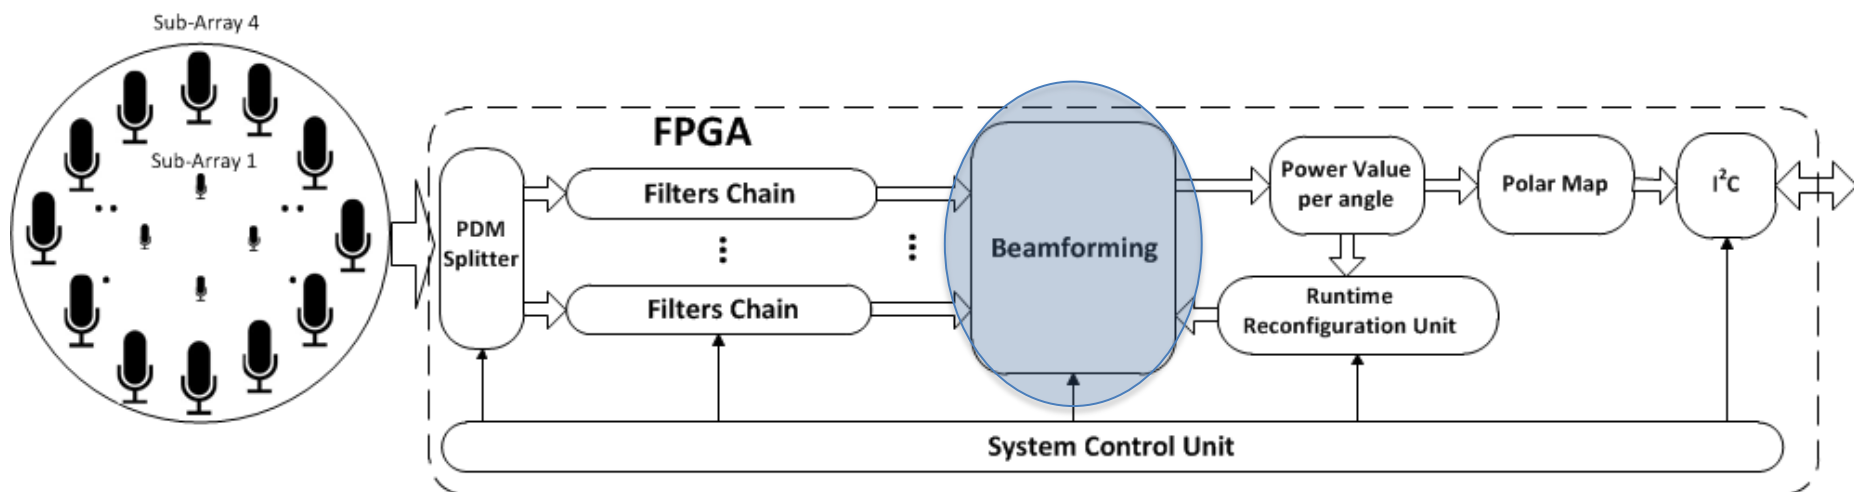 Sub-Array 4
Sub-Array 1
FPGA
PDM
Splitter
Filters Chain
Filters Chain
Beamforming
Power Value
per angle
Polar Map
I²C
Runtime
Reconfiguration Unit
System Control Unit